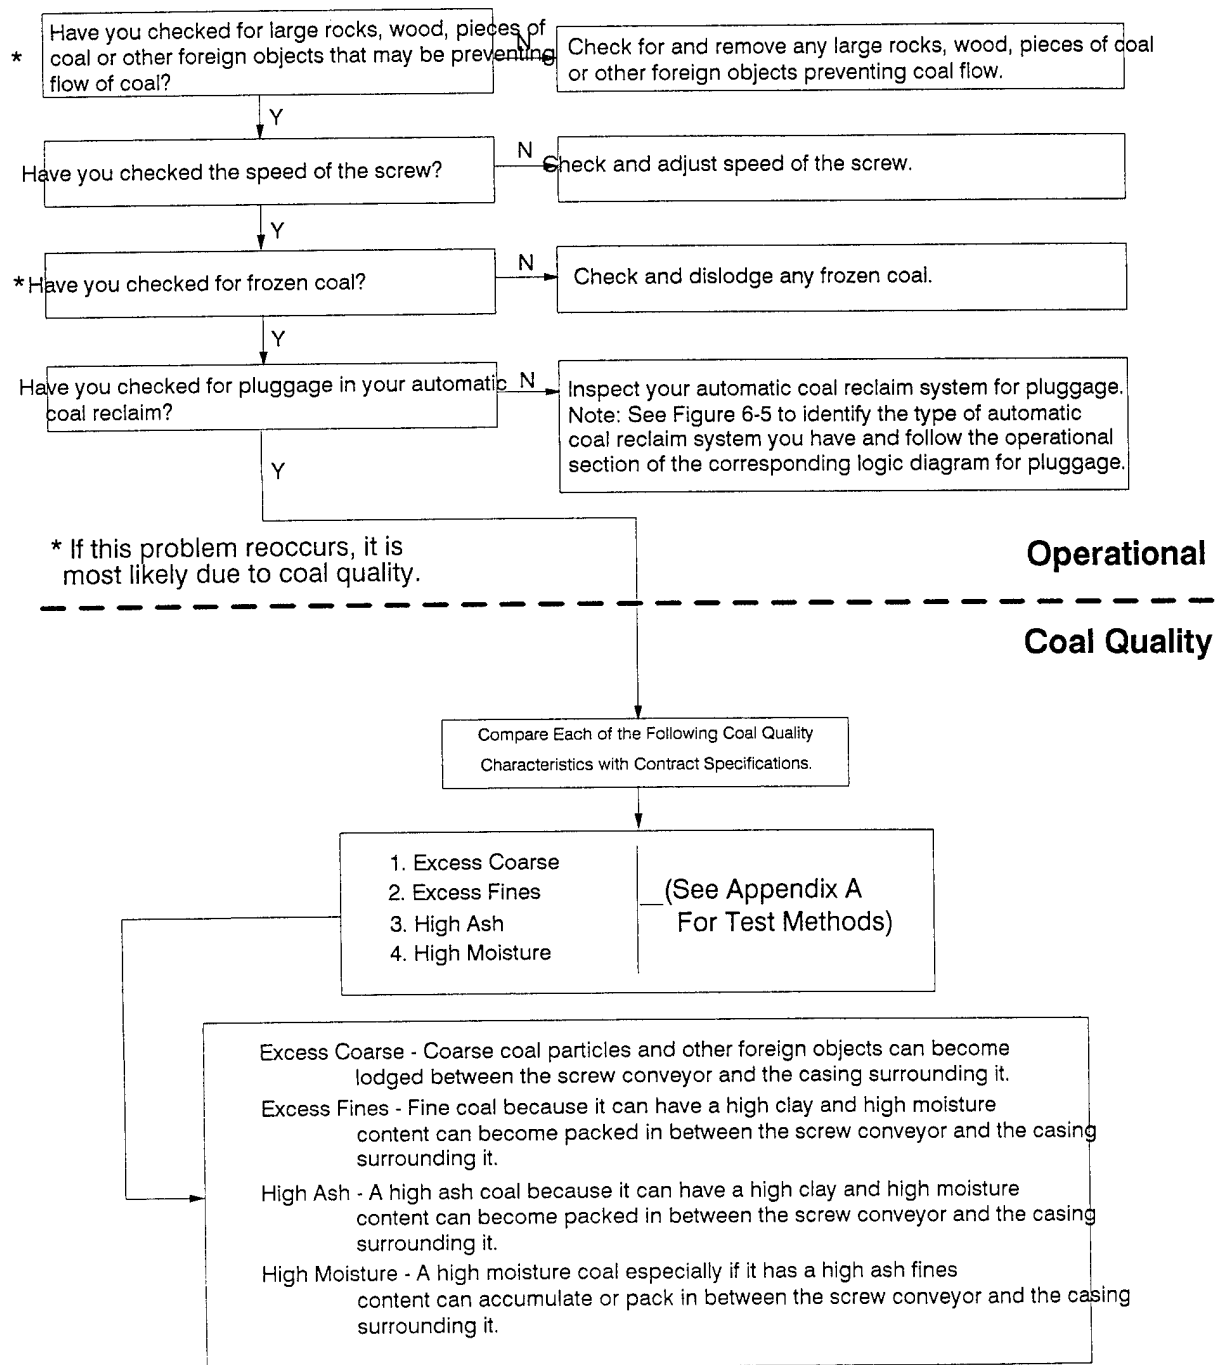 Have you checked for large rocks, wood, pieces of
* coal or other foreign objects that may be preventing
flow of coal?
N
Check for and remove any large rocks, wood, pieces of coal
or other foreign objects preventing coal flow.
Y
Have you checked the speed of the screw?
N
Check and adjust speed of the screw.
Y
*Have you checked for frozen coal?
N
Check and dislodge any frozen coal.
Y
Have you checked for pluggage in your automatic
coal reclaim?
N
Inspect your automatic coal reclaim system for pluggage.
Note: See Figure 6-5 to identify the type of automatic
coal reclaim system you have and follow the operational
section of the corresponding logic diagram for pluggage.
Y
* If this problem reoccurs, it is
most likely due to coal quality.
Operational
Coal Quality
Compare Each of the Following Coal Quality
Characteristics with Contract Specifications.
1. Excess Coarse
2. Excess Fines
3. High Ash
4. High Moisture
(See Appendix A
For Test Methods)
Excess Coarse - Coarse coal particles and other foreign objects can become
lodged between the screw conveyor and the casing surrounding it.
Excess Fines - Fine coal because it can have a high clay and high moisture
content can become packed in between the screw conveyor and the casing
surrounding it.
High Ash - A high ash coal because it can have a high clay and high moisture
content can become packed in between the screw conveyor and the casing
surrounding it.
High Moisture - A high moisture coal especially if it has a high ash fines
content can accumulate or pack in between the screw conveyor and the casing
surrounding it.